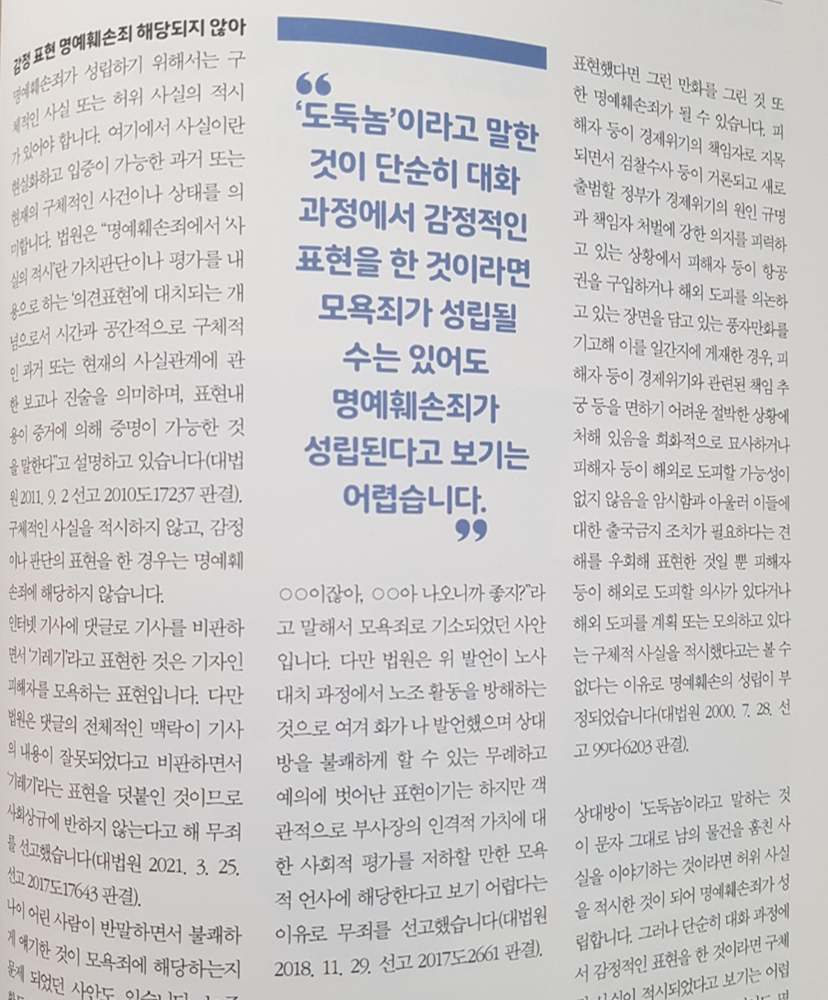 감정 표현 명예훼손죄 해당되지 않아
명예훼손죄가 성립하기 위해서는 구
체적인 사실 또는 허위 사실의 적시
가 있어야 합니다. 여기에서 사실이란
현실화하고 입증이 가능한 과거 또는
현재의 구체적인 사건이나 상태를 의
미합니다. 법원은 “명예훼손죄에서 ‘사
실의 적시’란 가치판단이나 평가를 내
용으로 하는 ‘의견표현’에 대치되는 개
념으로서 시간과 공간적으로 구체적
인 과거 또는 현재의 사실관계에 관
한 보고나 진술을 의미하며, 표현내
용이 증거에 의해 증명이 가능한 것
을 말한다”고 설명하고 있습니다(대법
원 2011. 9. 2 선고 2010도17237 판결).
구체적인 사실을 적시하지 않고, 감정
이나 판단의 표현을 한 경우는 명예훼
손죄에 해당하지 않습니다.
인터넷 기사에 댓글로 기사를 비판하
면서 ‘기레기’라고 표현한 것은 기자인
피해자를 모욕하는 표현입니다. 다만
법원은 댓글의 전체적인 맥락이 기사
의 내용이 잘못되었다고 비판하면서
‘기레기’라는 표현을 덧붙인 것이므로
사회상규에 반하지 않는다고 해 무죄
를 선고했습니다(대법원 2021. 3. 25.
선고 2017도17643 판결).
나이 어린 사람이 반말하면서 불쾌하
게 얘기한 것이 모욕죄에 해당하는지
문제 되었던 사안도 있습니다.
“
‘도둑놈’이라고 말한
것이 단순히 대화
과정에서 감정적인
표현을 한 것이라면
모욕죄가 성립될
수는 있어도
명예훼손죄가
성립된다고 보기는
어렵습니다.
”
○○이잖아, ○○아 나오니까 좋지?”라
고 말해서 모욕죄로 기소되었던 사안
입니다. 다만 법원은 위 발언이 노사
대치 과정에서 노조 활동을 방해하는
것으로 여겨 화가 나 발언했으며 상대
방을 불쾌하게 할 수 있는 무례하고
예의에 벗어난 표현이기는 하지만 객
관적으로 부사장의 인격적 가치에 대
한 사회적 평가를 저하할 만한 모욕
적 언사에 해당한다고 보기 어렵다는
이유로 무죄를 선고했습니다(대법원
2018. 11. 29. 선고 2017도2661 판결).
표현했다면 그런 만화를 그린 것 또
한 명예훼손죄가 될 수 있습니다. 피
해자 등이 경제위기의 책임자로 지목
되면서 검찰수사 등이 거론되고 새로
출범할 정부가 경제위기의 원인 규명
과 책임자 처벌에 강한 의지를 피력하
고 있는 상황에서 피해자 등이 항공
권을 구입하거나 해외 도피를 의논하
고 있는 장면을 담고 있는 풍자만화를
기고해 이를 일간지에 게재한 경우, 피
해자 등이 경제위기와 관련된 책임 추
궁 등을 면하기 어려운 절박한 상황에
처해 있음을 희화적으로 묘사하거나
피해자 등이 해외로 도피할 가능성이
없지 않음을 암시함과 아울러 이들에
대한 출국금지 조치가 필요하다는 견
해를 우회해 표현한 것일 뿐 피해자
등이 해외로 도피할 의사가 있다거나
해외 도피를 계획 또는 모의하고 있다
는 구체적 사실을 적시했다고는 볼 수
없다는 이유로 명예훼손의 성립이 부
정되었습니다(대법원 2000. 7. 28. 선
고 99다6203 판결).
상대방이 ‘도둑놈’이라고 말하는 것
이 문자 그대로 남의 물건을 훔친 사
실을 이야기하는 것이라면 허위 사실
을 적시한 것이 되어 명예훼손죄가 성
립합니다. 그러나 단순히 대화 과정에
서 감정적인 표현을 한 것이라면 구체
사실이 적시되었다고 보기는 어렵